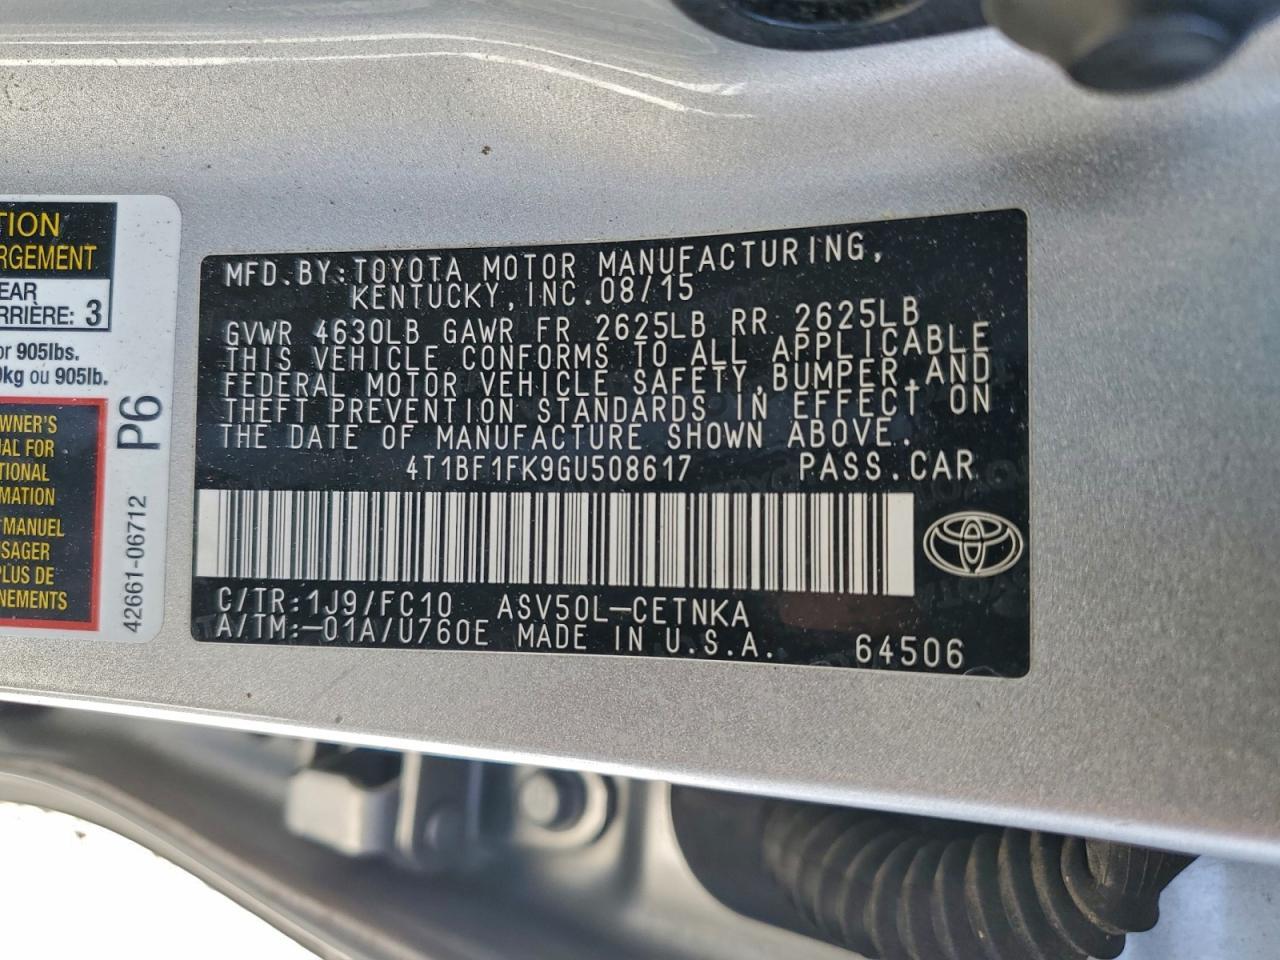 TION
RGEMENT
EAR
RRIÈRE: 3
or 905lbs.
kg ou 905lb.
WNER'S
UAL FOR
TIONAL
MATION
MANUEL
SAGER
PLUS DE
NEMENTS
P6
42661-06712
MFD.BY:TOYOTA MOTOR MANUFACTURING,
KENTUCKY,INC.08/15
GVWR 4630LB GAWR FR 2625LB RR 2625LB
THIS VEHICLE CONFORMS TO ALL APPLICABLE
FEDERAL MOTOR VEHICLE SAFETY,BUMPER,AND
THEFT PREVENTION STANDARDS IN EFFECT ON
THE DATE OF MANUFACTURE SHOWN ABOVE.
4T1BF1FK9GU508617 PASS.CAR
C/TR:1J9/FC10 ASV50L-CETNKA
A/TM:-01A/U760E MADE IN U.S.A. 64506